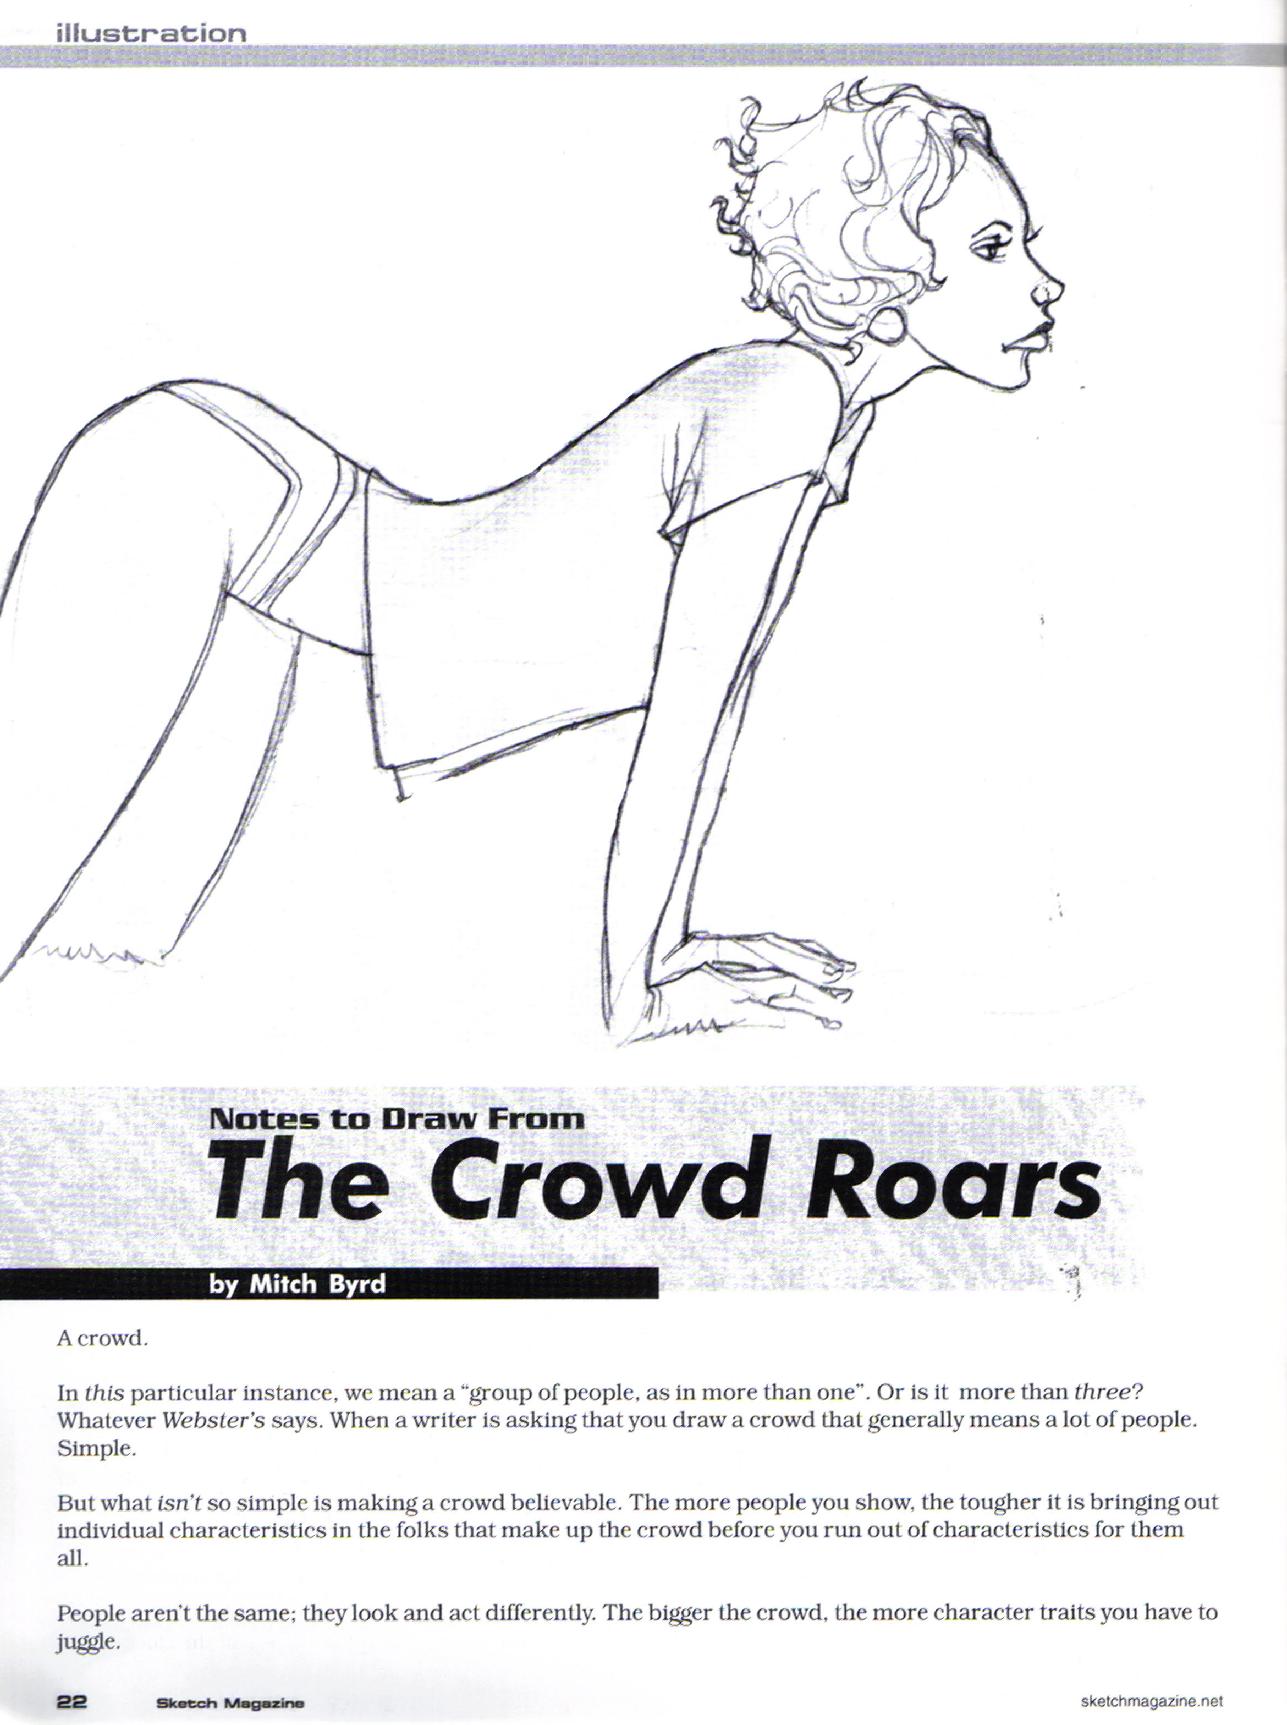 illustration
Notes to Draw From
The Crowd Roars
by Mitch Byrd
A crowd.
In this particular instance, we mean a “group of people, as in more than one”. Or is it more than three?
Whatever Webster's says. When a writer is asking that you draw a crowd that generally means a lot of people.
Simple.
But what isn't so simple is making a crowd believable. The more people you show, the tougher it is bringing out
individual characteristics in the folks that make up the crowd before you run out of characteristics for them
all.
People aren't the same; they look and act differently. The bigger the crowd, the more character traits you have to
juggle.
22 Sketch Magazine sketchmagazine.net